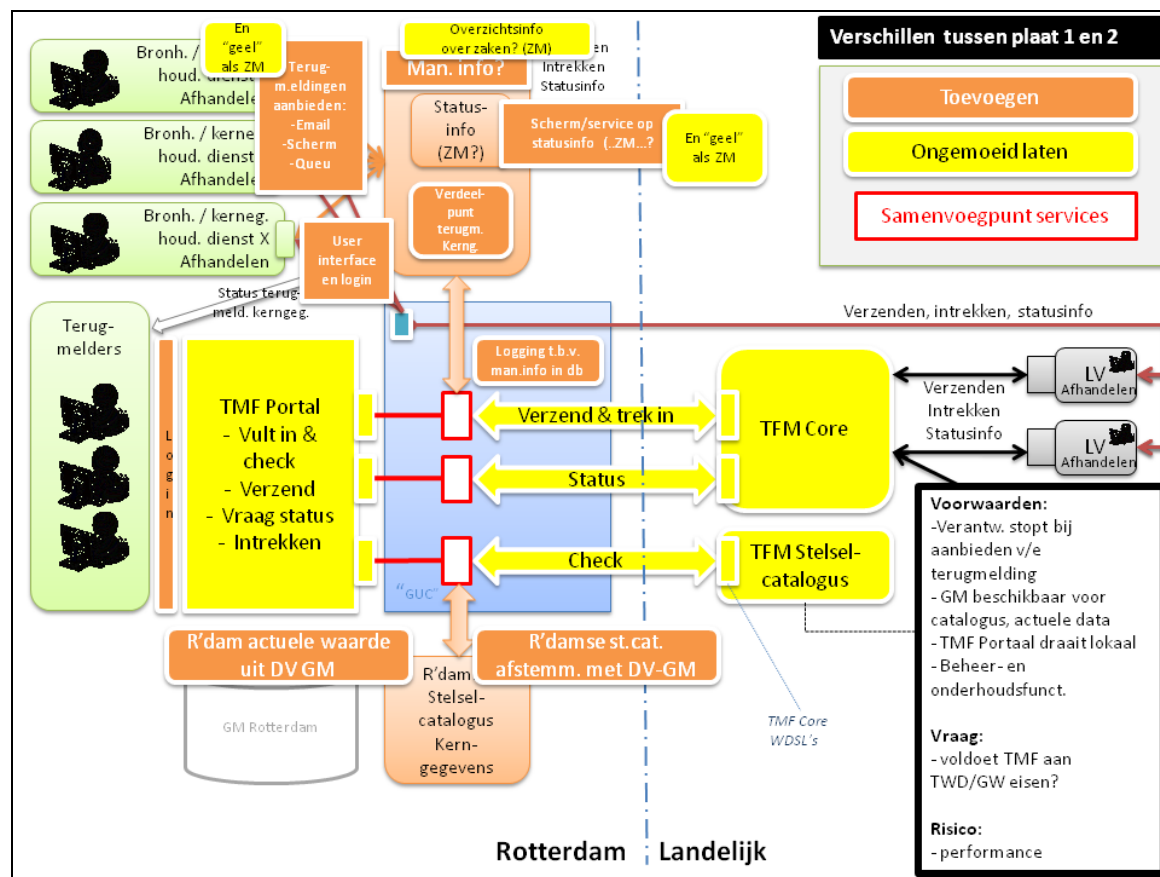 Verschillen tussen plaat 1 en 2
Toevoegen
Ongemoeid laten
Samenvoegpunt services
Bronh. /
houd. dienst
Afhandelen
En
"geel"
als ZM
Bronh. / kerne
houd. dienst
Afhandele
Bronh. / kerneg.
houd. dienst X
Afhandelen
Terug-
m.eldingen
aanbieden:
-Email
-Scherm
-Queu
Overzichtsinfo
over zaken? (ZM)
Man. info?
en
Intrekken
Statusinfo
Status-
info
(ZM?)
Scherm/service op
statusinfo (..ZM...?
En "geel"
als ZM
Verdeel-
punt
terugm.
Kerng.
User
interface
en login
Status terug-
meld. kerngeg.
Verzenden, intrekken, statusinfo
Terug-
melders
Login
TMF Portal
- Vult in &
check
- Verzend
- Vraag status
- Intrekken
Logging t.b.v.
man.info in db
Verzend & trek in
Status
Check
"GUC"
TFM Core
TFM Stelsel-
catalogus
Verzenden
Intrekken
Statusinfo
LV
Afhandelen
LV
Afhandelen
Voorwaarden:
-Verantw. stopt bij
aanbieden v/e
terugmelding
- GM beschikbaar voor
catalogus, actuele data
- TMF Portaal draait lokaal
- Beheer- en
onderhoudsfunct.
Vraag:
- voldoet TMF aan
TWD/GW eisen?
Risico:
- performance
R'dam actuele waarde
uit DV GM
R'damse st.cat.
afstemm. met DV-GM
GM Rotterdam
R'dam
Stelsel-
catalogus
Kern-
gegevens
TMF Core
WDSL's
Rotterdam
Landelijk